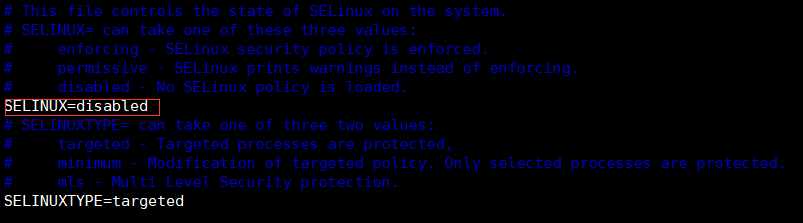 # This file controls the state of SELinux on the system.
# SELINUX= can take one of these three values:
#     enforcing - SELinux security policy is enforced.
#     permissive - SELinux prints warnings instead of enforcing.
#     disabled - No SELinux policy is loaded.
SELINUX=disabled
# SELINUXTYPE= can take one of three two values:
#     targeted - Targeted processes are protected,
#     minimum - Modification of targeted policy. Only selected processes are protected.
#     mls - Multi Level Security protection.
SELINUXTYPE=targeted